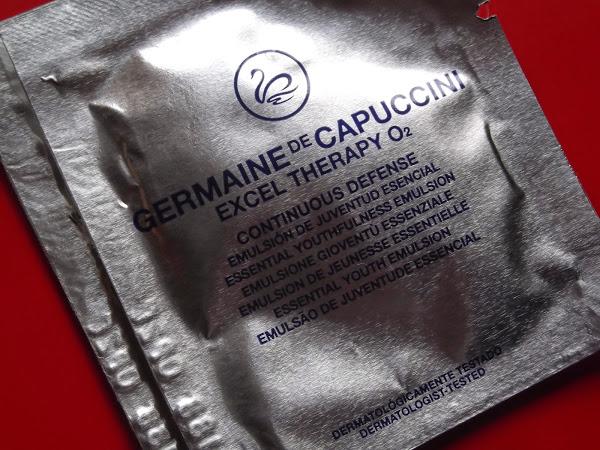 GERMAINE DE CAPUCCINI
EXCEL THERAPY O2
CONTINUOUS DEFENSE
EMULSIÓN DE JUVENTUD ESENCIAL
ESSENTIAL YOUTHFULNESS EMULSION
EMULSIONE GIOVENTÙ ESSENZIALE
EMULSION DE JEUNESSE ESSENTIELLE
ESSENTIAL YOUTH EMULSION
EMULSÃO DE JUVENTUDE ESSENCIAL
DERMATOLÓGICAMENTE TESTADO
DERMATOLOGIST-TESTED